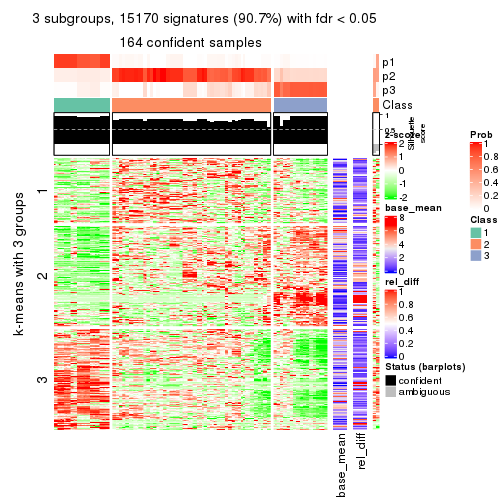 3 subgroups, 15170 signatures (90.7%) with fdr < 0.05
164 confident samples
p1
p2
p3
Class
1
0.5
0
Silhouette
score
k-means with 3 groups
1
2
3
base_mean
rel_diff
z-score
2
1
0
-1
-2
base_mean
8
6
4
2
0
rel_diff
1
0.8
0.6
0.4
0.2
0
Status (barplots)
confident
ambiguous
Prob
1
0.8
0.6
0.4
0.2
0
Class
1
2
3